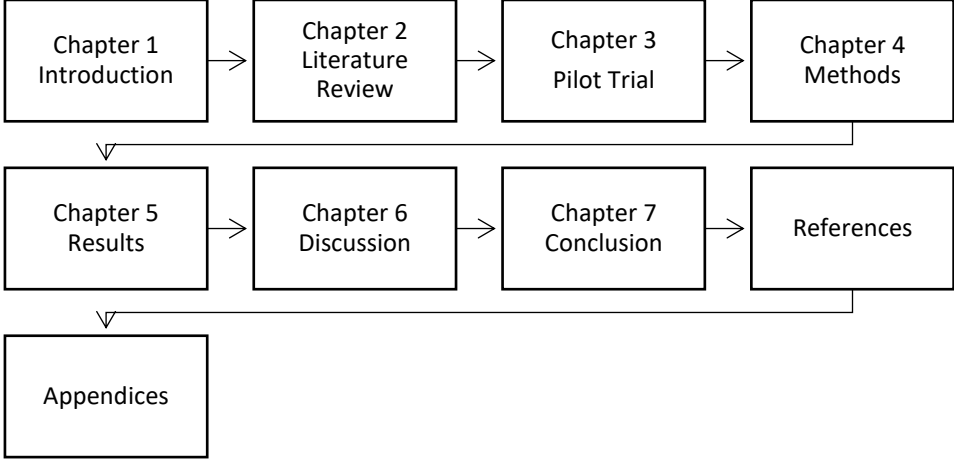 Chapter 1
Introduction
Chapter 2
Literature
Review
Chapter 3
Pilot Trial
Chapter 4
Methods
Chapter 5
Results
Chapter 6
Discussion
Chapter 7
Conclusion
References
Appendices